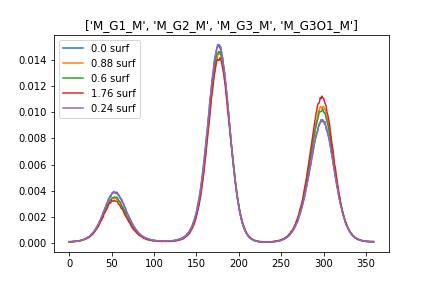 ['M_G1_M', 'M_G2_M', 'M_G3_M', 'M_G3O1_M']
0.0 surf
0.88 surf
0.6 surf
1.76 surf
0.24 surf
0.014
0.012
0.010
0.008
0.006
0.004
0.002
0.000
0 50 100 150 200 250 300 350